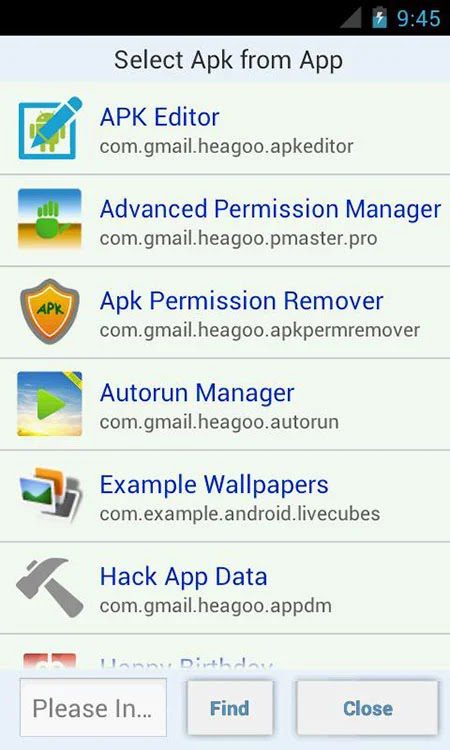 9:45
Select Apk from App
APK Editor
com.gmail.heagoo.apkeditor
Advanced Permission Manager
com.gmail.heagoo.pmaster.pro
APK
Apk Permission Remover
com.gmail.heagoo.apkpermremover
Autorun Manager
com.gmail.heagoo.autorun
Example Wallpapers
com.example.android.livecubes
Hack App Data
com.gmail.heagoo.appdm
Happy Birthday
Please In...
Find
Close